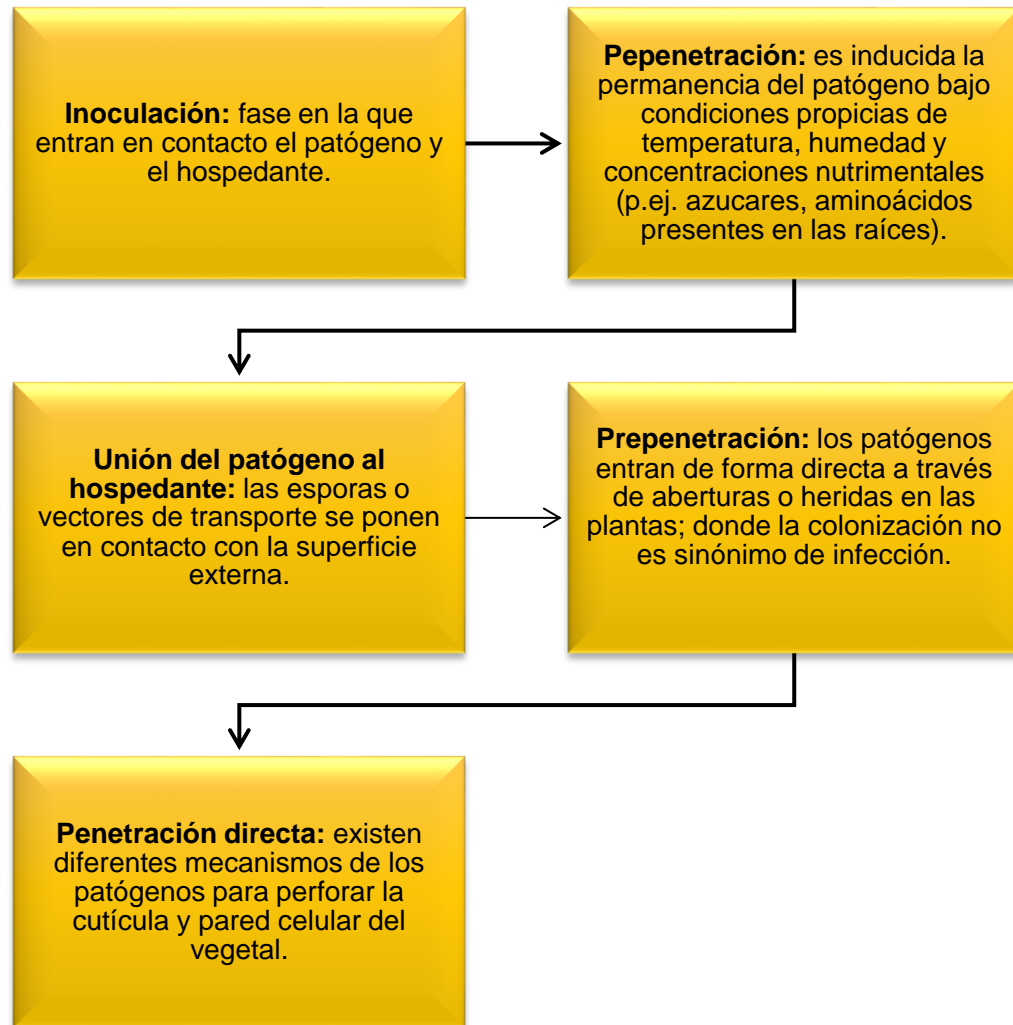 Inoculación: fase en la que
entran en contacto el patógeno y
el hospedante.
Pepenetración: es inducida la
permanencia del patógeno bajo
condiciones propicias de
temperatura, humedad y
concentraciones nutrimentales
(p.ej. azucares, aminoácidos
presentes en las raíces).
Unión del patógeno al
hospedante: las esporas o
vectores de transporte se ponen
en contacto con la superficie
externa.
Prepenetración: los patógenos
entran de forma directa a través
de aberturas o heridas en las
plantas; donde la colonización no
es sinónimo de infección.
Penetración directa: existen
diferentes mecanismos de los
patógenos para perforar la
cutícula y pared celular del
vegetal.